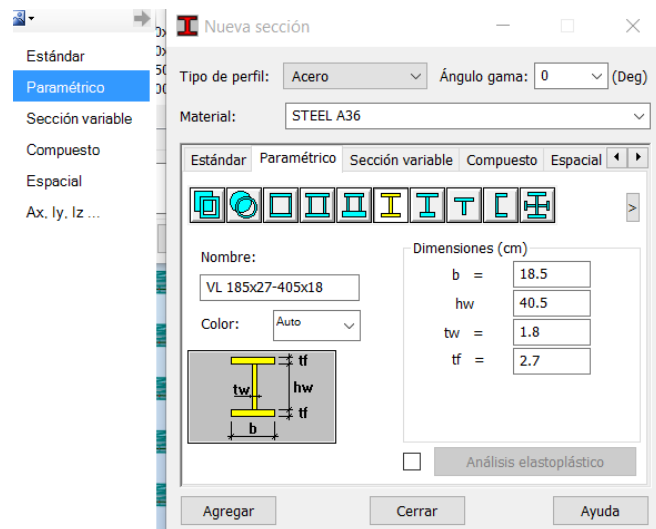 Estándar
Paramétrico
Sección variable
Compuesto
Espacial
Ax, Iy, Iz ...
Nueva sección
Tipo de perfil: Acero Ángulo gama: 0 (Deg)
Material: STEEL A36
Estándar Paramétrico Sección variable Compuesto Espacial
>
Nombre:
VL 185x27-405x18
Color: Auto
tf
tw hw
tf
b
Dimensiones (cm)
b = 18.5
hw 40.5
tw = 1.8
tf = 2.7
Análisis elastoplástico
Agregar Cerrar Ayuda